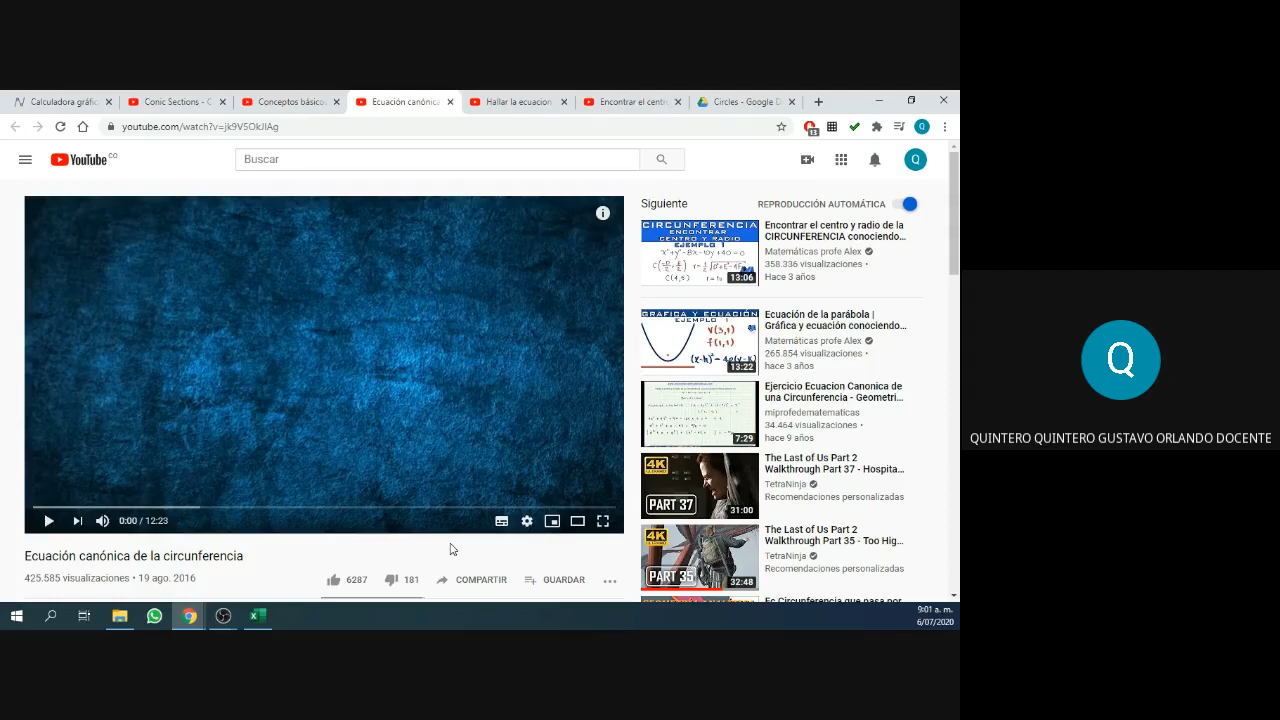 Calculadora gráfic
Conic Sections - C
Conceptos básico
Ecuación canónica
Hallar la ecuacion
Encontrar el centr
Circles - Google D
youtube.com/watch?v=jk9V5OkJIAg
13
Q
YouTube CO
Buscar
Q
Siguiente
REPRODUCCIÓN AUTOMÁTICA
CIRCUNFERENCIA
ENCONTRAR
CENTRO Y RADIO
EJEMPLO 1
C(4,5)
13:06
Encontrar el centro y radio de la
CIRCUNFERENCIA conociendo...
Matemáticas profe Alex
358.336 visualizaciones •
Hace 3 años
GRAFICA Y ECUACIÓN
EJEMPLO 1
V(3,1)
f(1,1)
13:22
Ecuación de la parábola |
Gráfica y ecuación conociendo...
Matemáticas profe Alex
265.854 visualizaciones •
hace 3 años
7:29
Ejercicio Ecuacion Canonica de
una Circunferencia - Geometri...
miprofedematematicas
34.464 visualizaciones •
hace 9 años
4K
PART 37
31:00
The Last of Us Part 2
Walkthrough Part 37 - Hospita...
TetraNinja
Recomendaciones personalizadas
4K
PART 35
32:48
The Last of Us Part 2
Walkthrough Part 35 - Too Hig...
TetraNinja
Recomendaciones personalizadas
Ec Circunferencia que pasa por
0:00 / 12:23
Ecuación canónica de la circunferencia
425.585 visualizaciones • 19 ago. 2016
6287
181
COMPARTIR
GUARDAR
9:01 a. m.
6/07/2020
Q
QUINTERO QUINTERO GUSTAVO ORLANDO DOCENTE